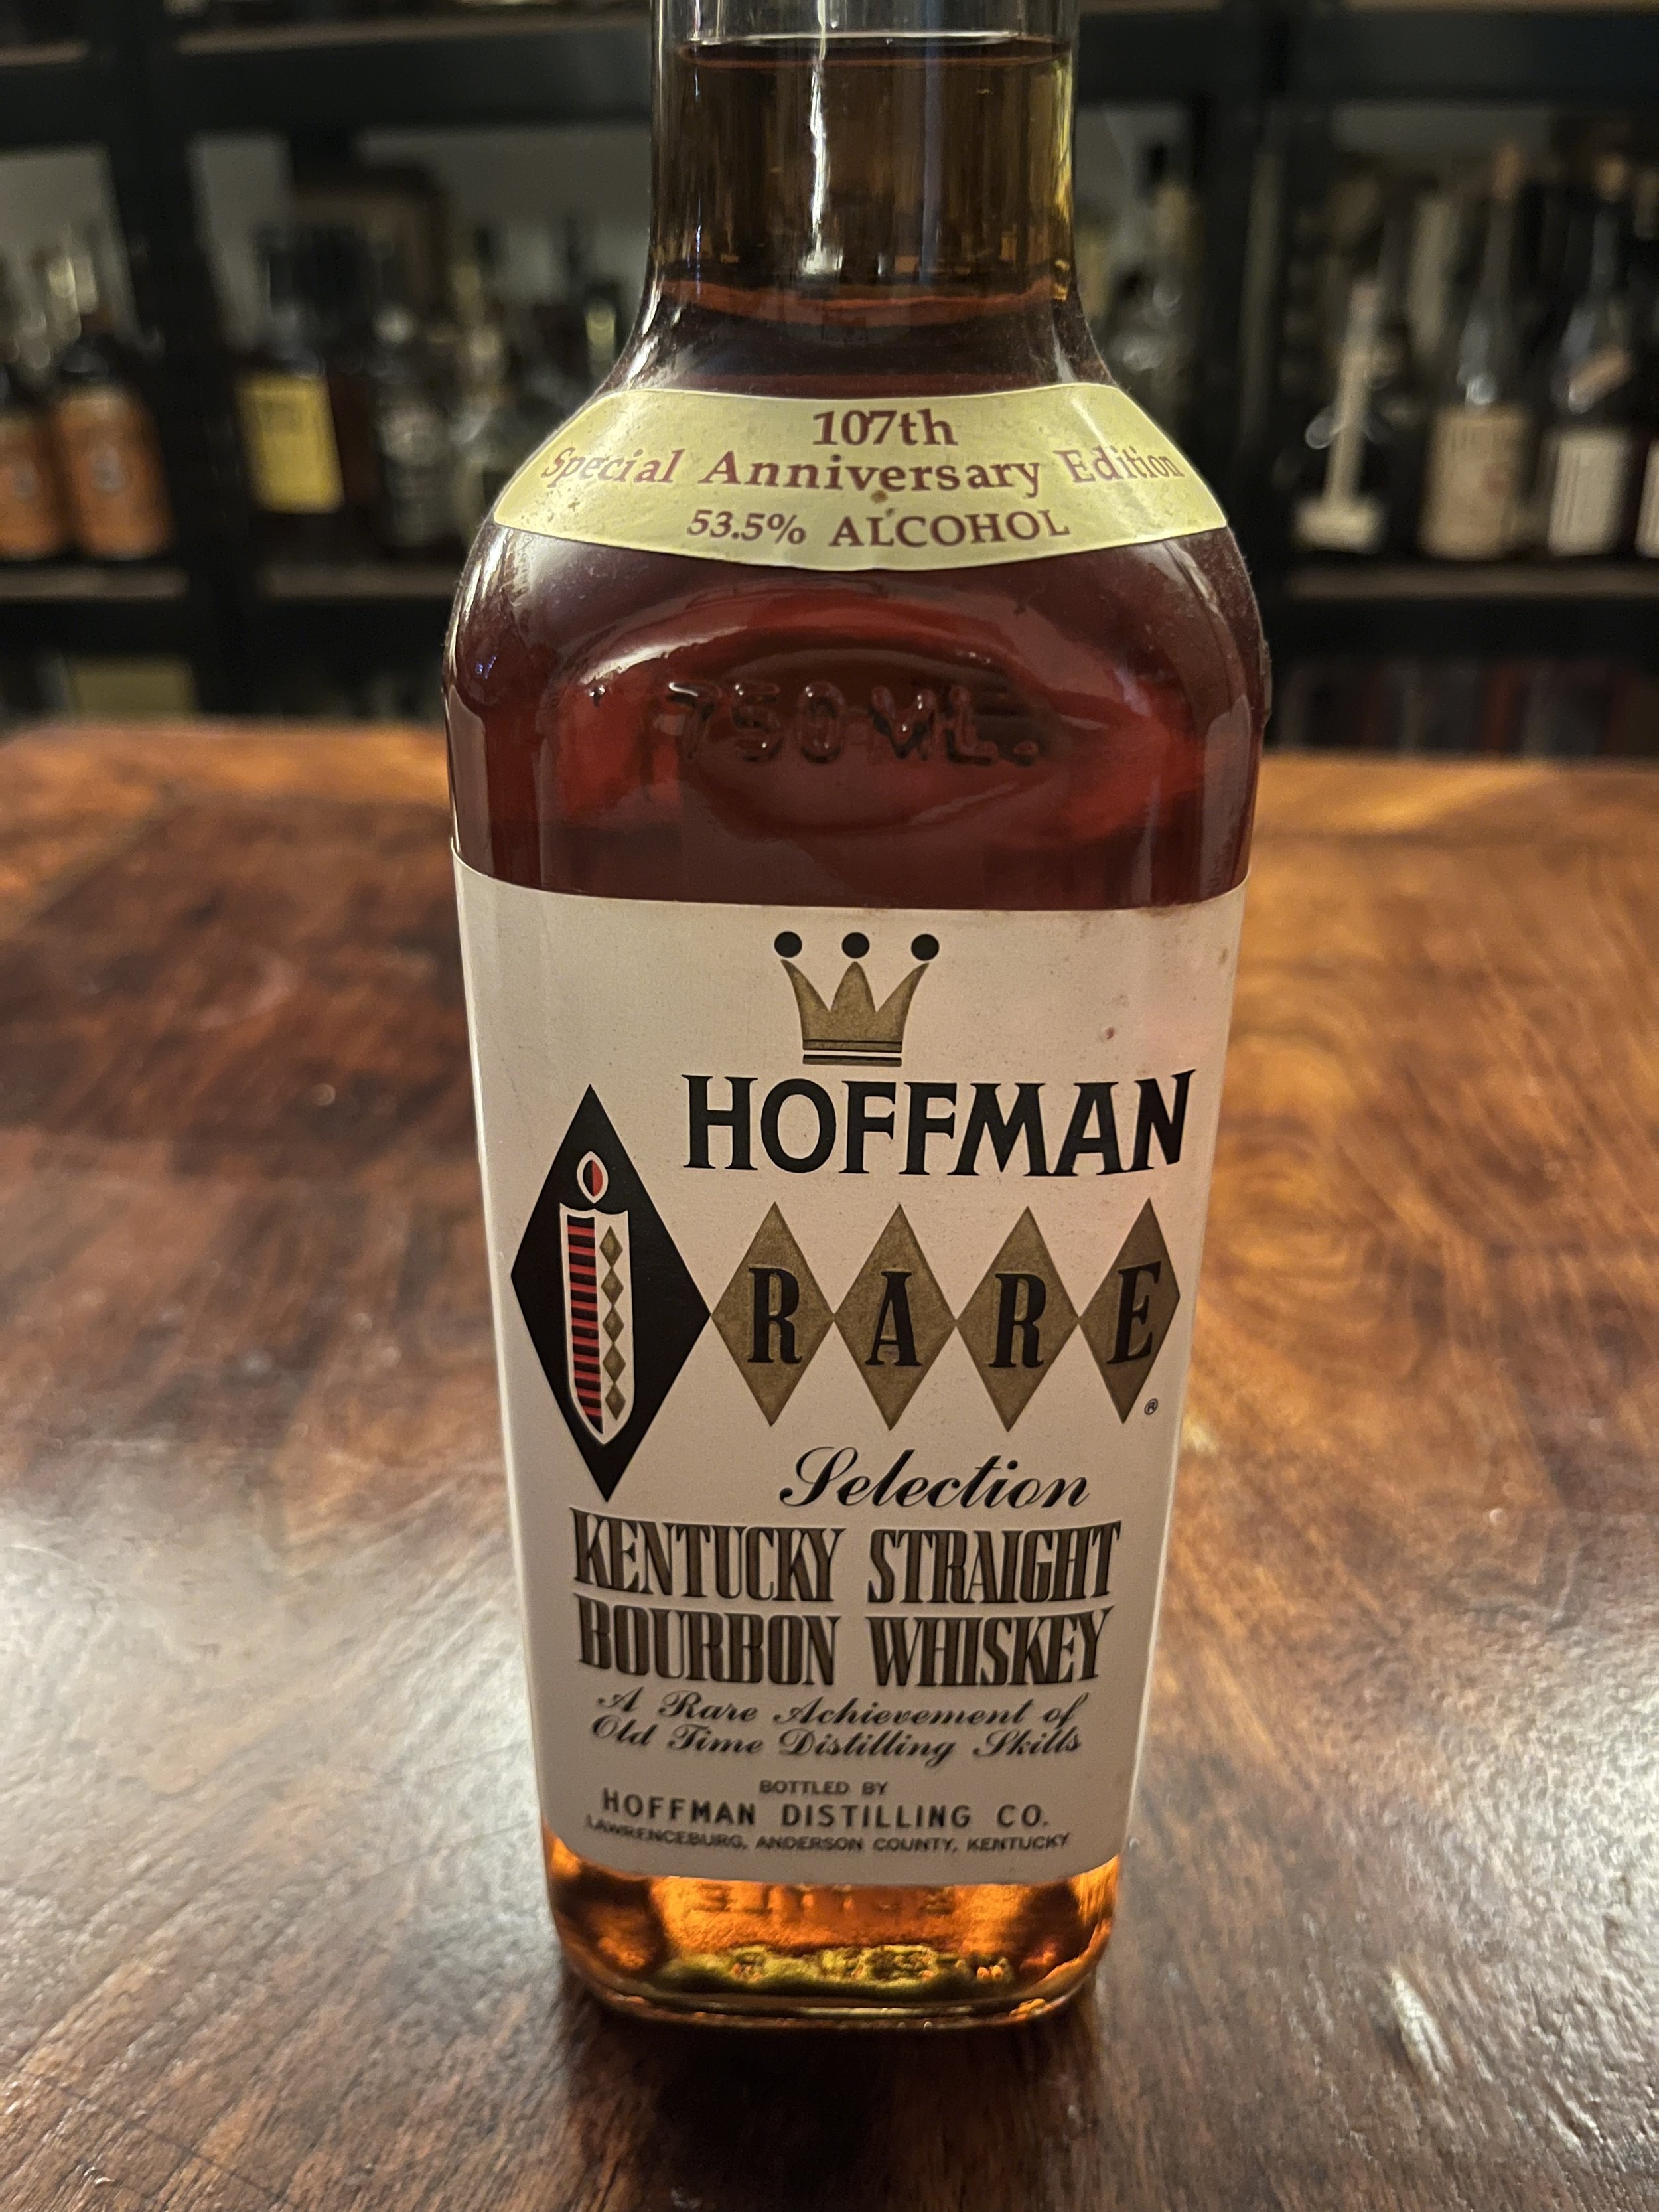 107th
Special Anniversary Edition
53.5% ALCOHOL
750 ML.
HOFFMAN
RARE®
Selection
KENTUCKY STRAIGHT
BOURBON WHISKEY
A Rare Achievement of
Old Time Distilling Skills
BOTTLED BY
HOFFMAN DISTILLING CO.
LAWRENCEBURG, ANDERSON COUNTY, KENTUCKY